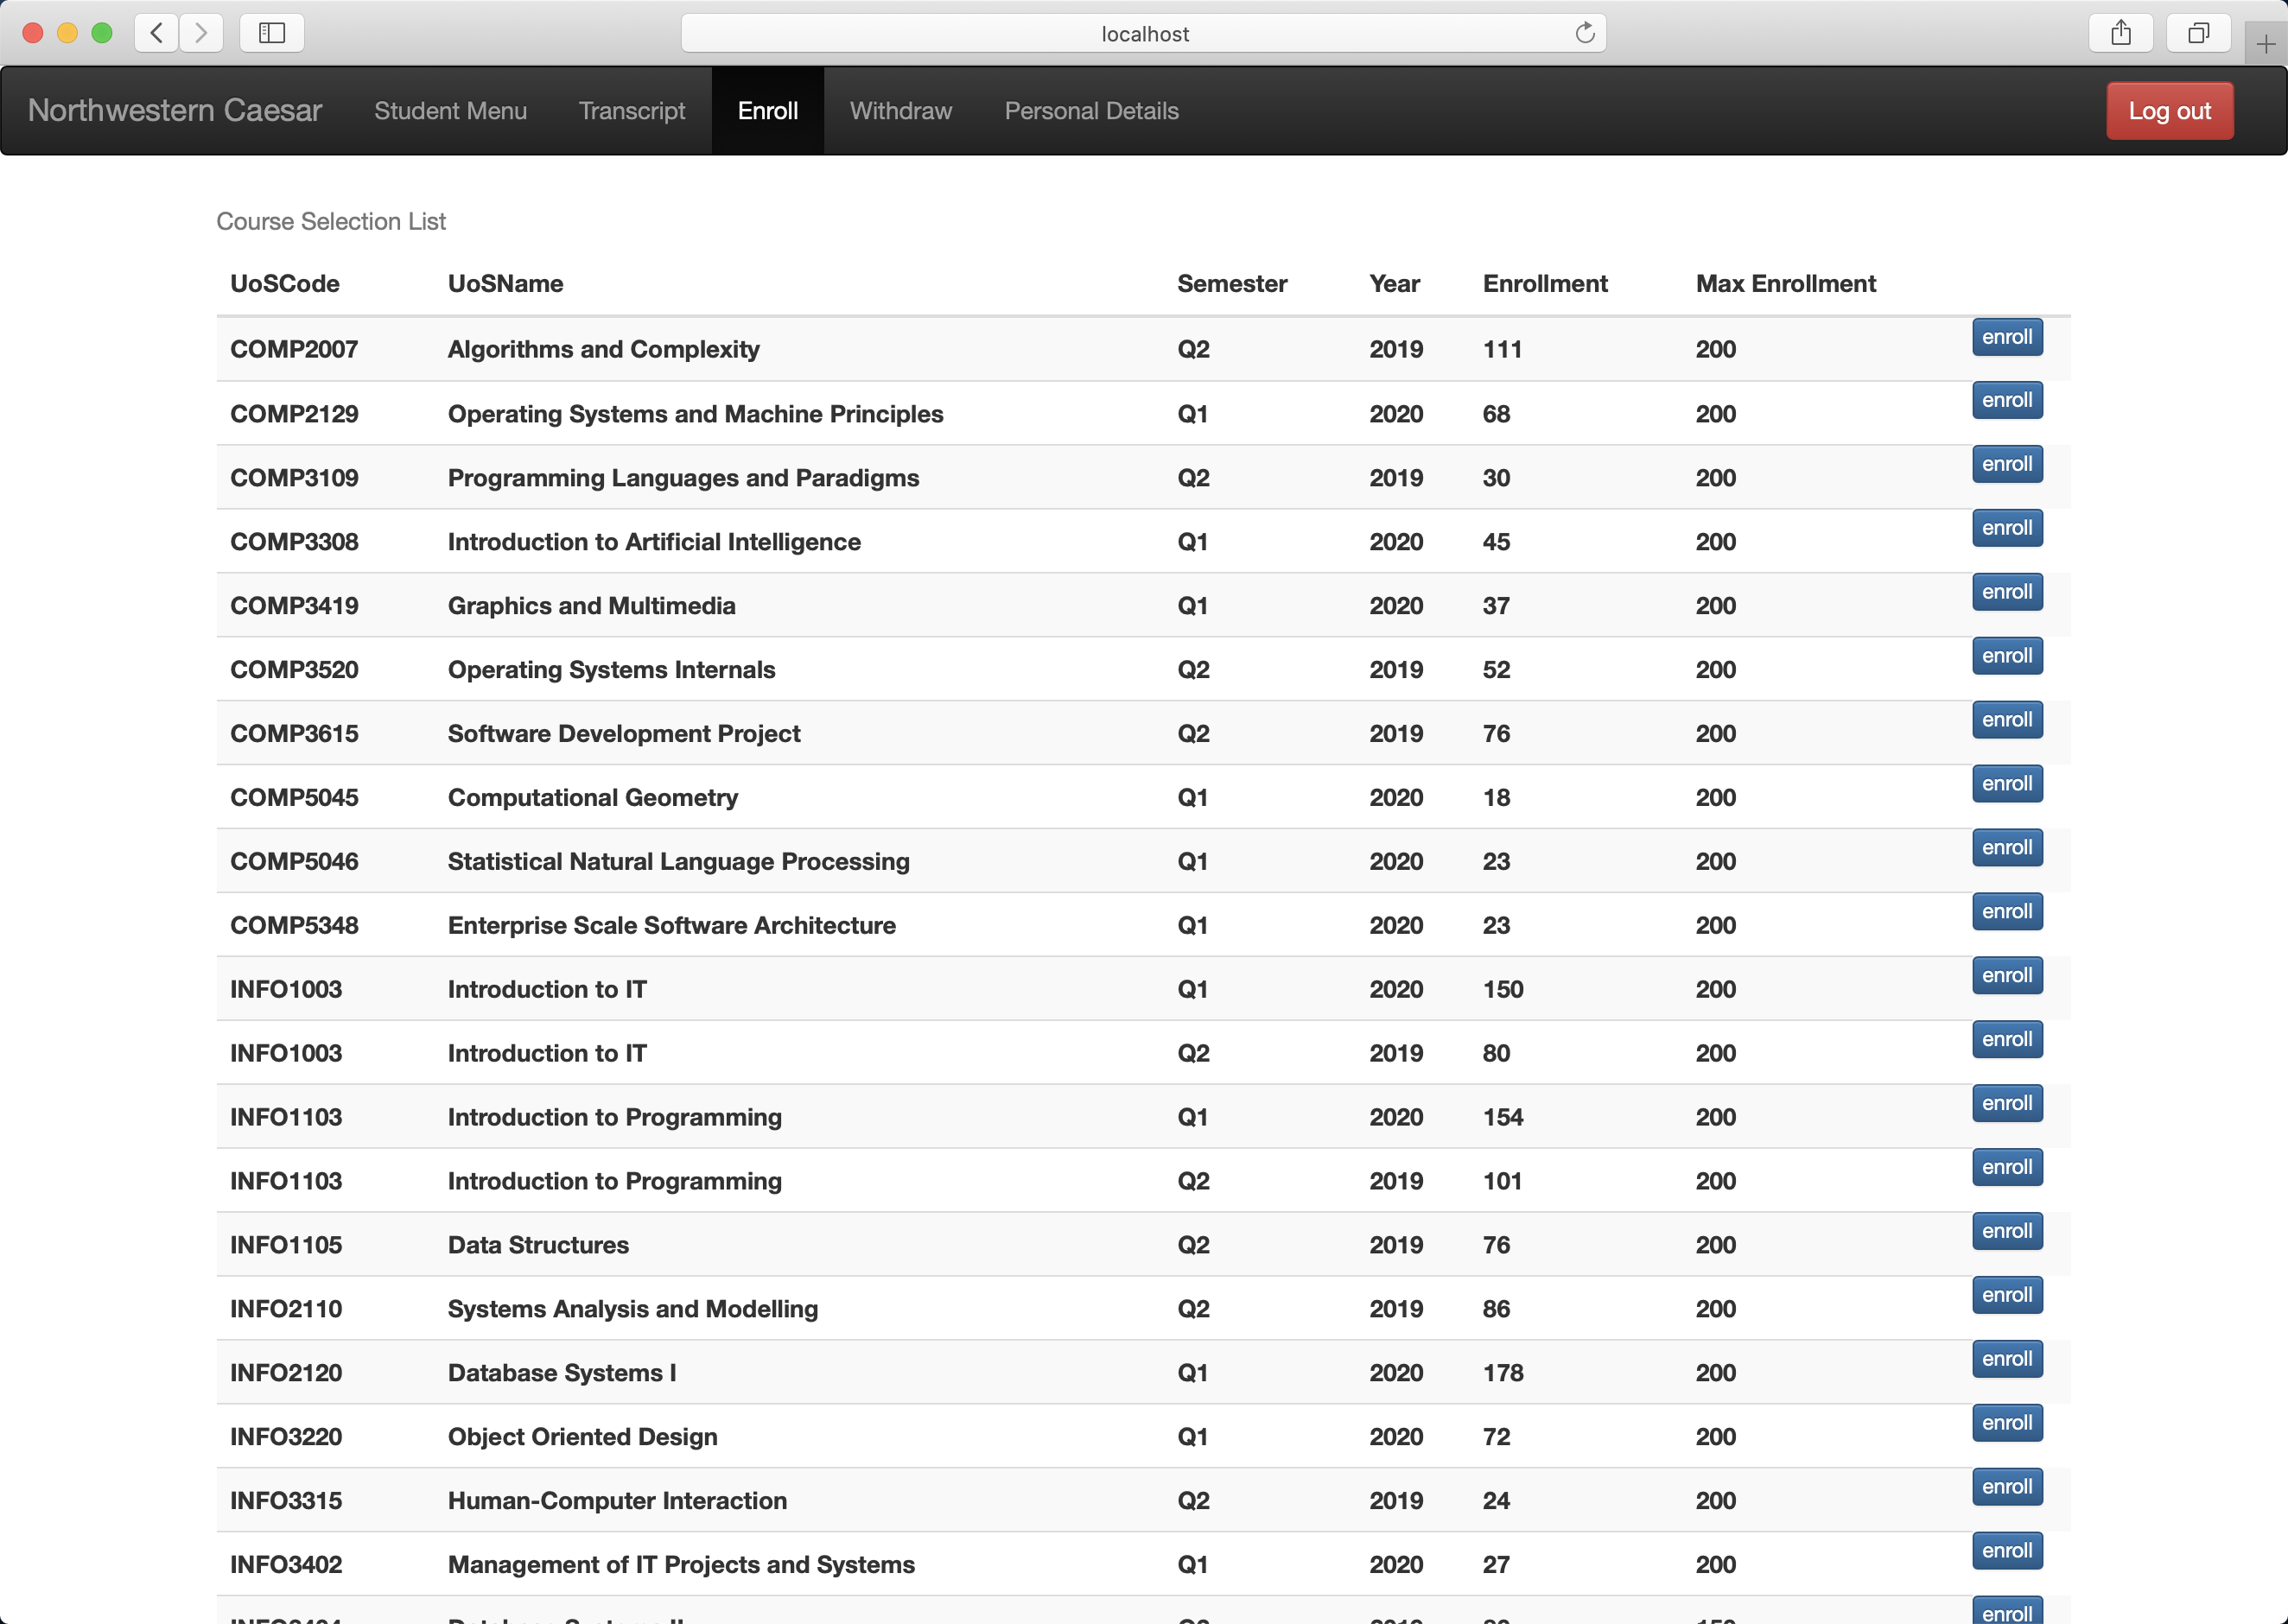 localhost
Northwestern Caesar Student Menu Transcript Enroll Withdraw Personal Details Log out
Course Selection List
UoSCode UoSName Semester Year Enrollment Max Enrollment
COMP2007 Algorithms and Complexity Q2 2019 111 200 enroll
COMP2129 Operating Systems and Machine Principles Q1 2020 68 200 enroll
COMP3109 Programming Languages and Paradigms Q2 2019 30 200 enroll
COMP3308 Introduction to Artificial Intelligence Q1 2020 45 200 enroll
COMP3419 Graphics and Multimedia Q1 2020 37 200 enroll
COMP3520 Operating Systems Internals Q2 2019 52 200 enroll
COMP3615 Software Development Project Q2 2019 76 200 enroll
COMP5045 Computational Geometry Q1 2020 18 200 enroll
COMP5046 Statistical Natural Language Processing Q1 2020 23 200 enroll
COMP5348 Enterprise Scale Software Architecture Q1 2020 23 200 enroll
INFO1003 Introduction to IT Q1 2020 150 200 enroll
INFO1003 Introduction to IT Q2 2019 80 200 enroll
INFO1103 Introduction to Programming Q1 2020 154 200 enroll
INFO1103 Introduction to Programming Q2 2019 101 200 enroll
INFO1105 Data Structures Q2 2019 76 200 enroll
INFO2110 Systems Analysis and Modelling Q2 2019 86 200 enroll
INFO2120 Database Systems I Q1 2020 178 200 enroll
INFO3220 Object Oriented Design Q1 2020 72 200 enroll
INFO3315 Human-Computer Interaction Q2 2019 24 200 enroll
INFO3402 Management of IT Projects and Systems Q1 2020 27 200 enroll
enroll